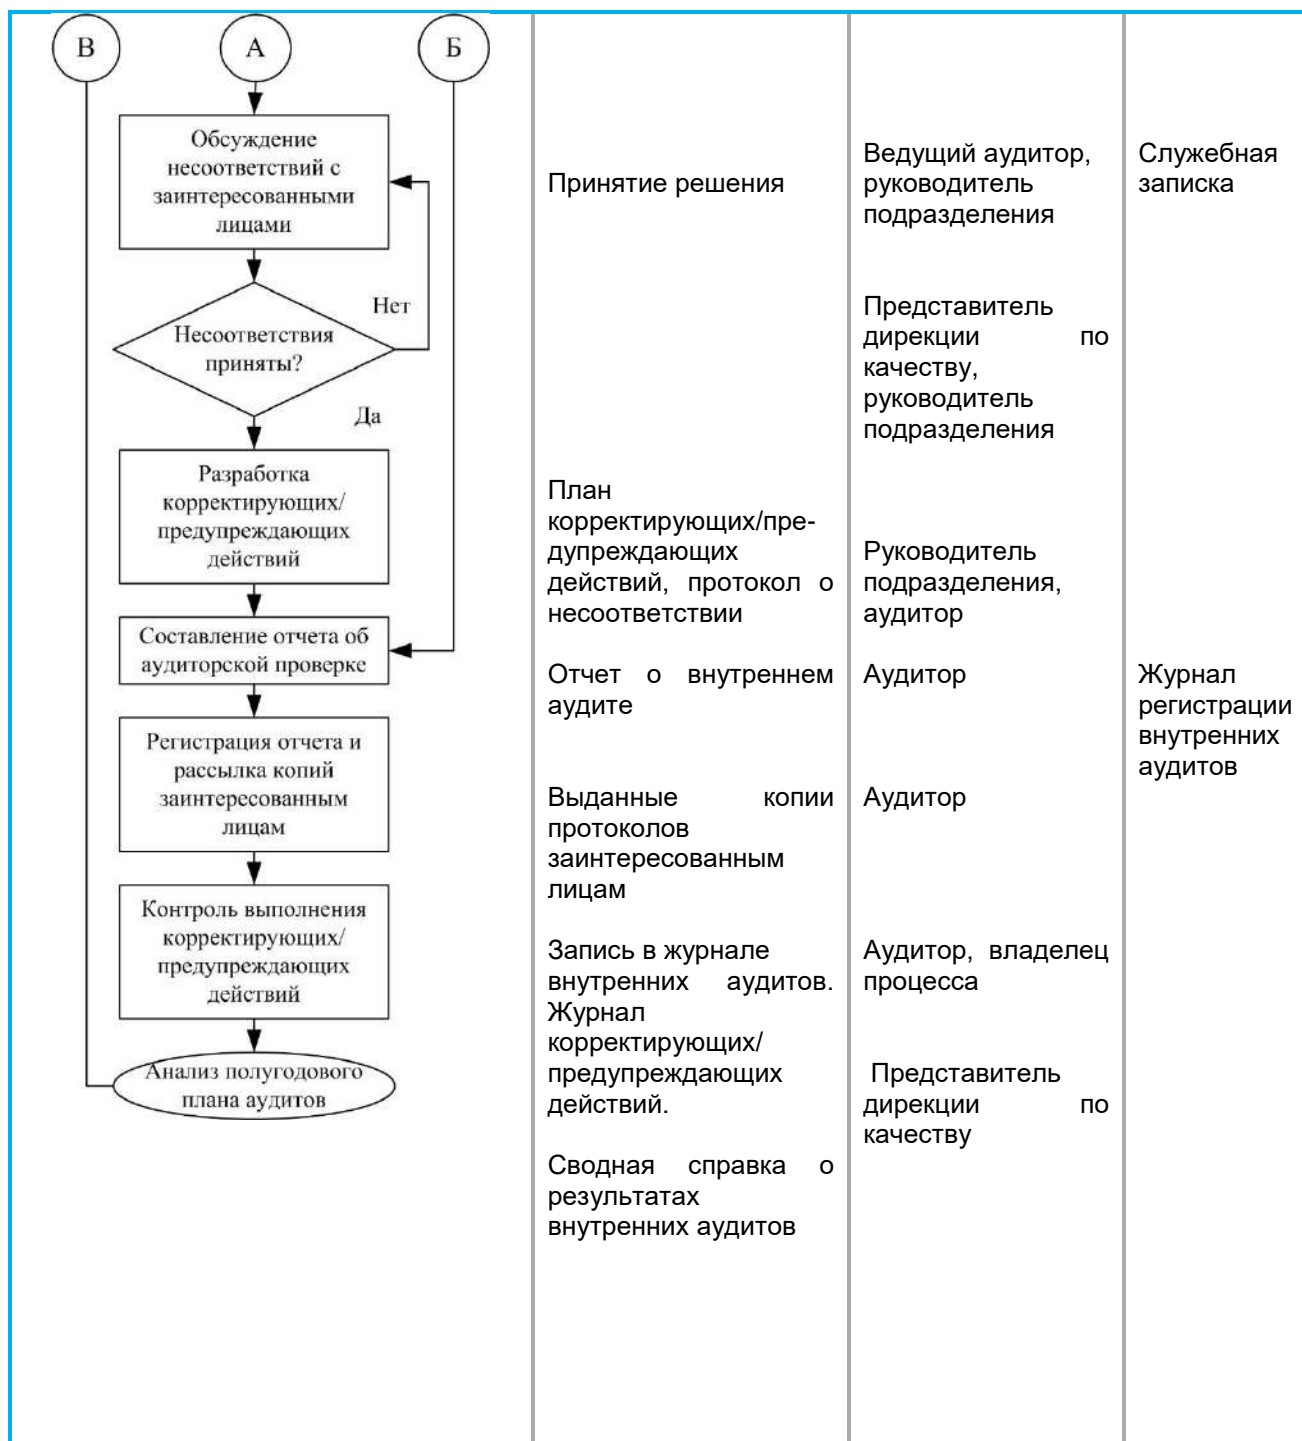 В
А
Б
Обсуждение
несоответствий с
заинтересованными
лицами
Нет
Несоответствия
приняты?
Да
Разработка
корректирующих/
предупреждающих
действий
Составление отчета об
аудиторской проверке
Регистрация отчета и
рассылка копий
заинтересованным
лицам
Контроль выполнения
корректирующих/
предупреждающих
действий
Анализ полугодового
плана аудитов
Принятие решения
План
корректирующих/пре-
дупреждающих
действий, протокол о
несоответствии
Отчет о внутреннем
аудите
Выданные копии
протоколов
заинтересованным
лицам
Запись в журнале
внутренних аудитов.
Журнал
корректирующих/
предупреждающих
действий.
Сводная справка о
результатах
внутренних аудитов
Ведущий аудитор,
руководитель
подразделения
Представитель
дирекции по
качеству,
руководитель
подразделения
Руководитель
подразделения,
аудитор
Аудитор
Аудитор
Аудитор, владелец
процесса
Представитель
дирекции по
качеству
Служебная
записка
Журнал
регистрации
внутренних
аудитов